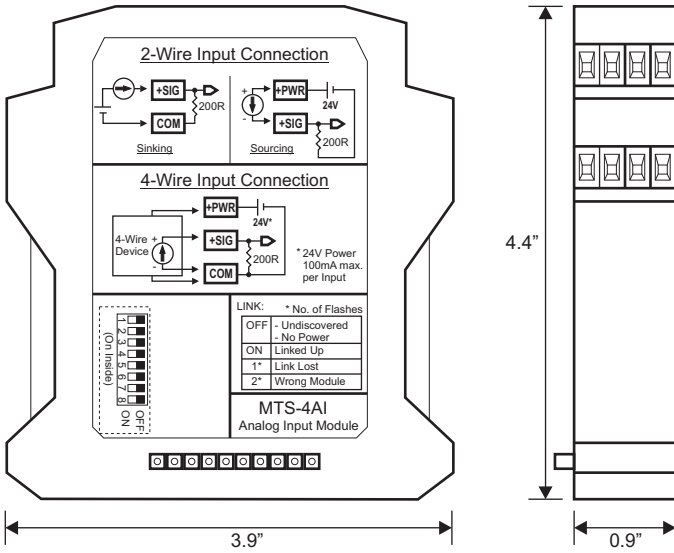 2-Wire Input Connection
+SIG
200R
COM
Sinking
+
-
+PWR
24V
+SIG
200R
Sourcing
4-Wire Input Connection
+PWR
24V*
4-Wire +
Device
-
+SIG
200R
COM
* 24V Power
100mA max.
per Input
1 2 3 4 5 6 7 8
(On Inside)
ON OFF
LINK: * No. of Flashes
OFF - Undiscovered
- No Power
ON Linked Up
1* Link Lost
2* Wrong Module
MTS-4AI
Analog Input Module
4.4”
3.9”
0.9”